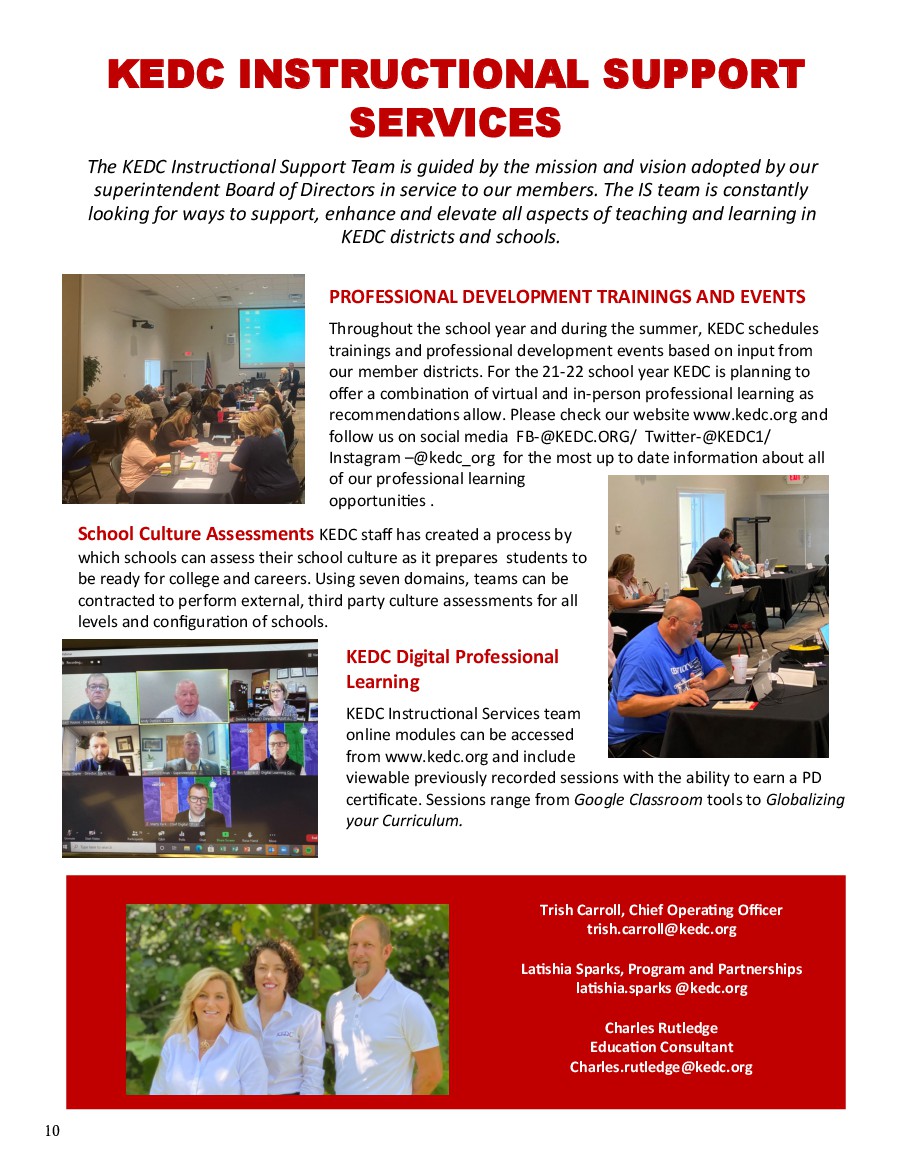 KEDC INSTRUCTIONAL SUPPORT
SERVICES
The KEDC Instructional Support Team is guided by the mission and vision adopted by our
superintendent Board of Directors in service to our members. The IS team is constantly
looking for ways to support, enhance and elevate all aspects of teaching and learning in
KEDC districts and schools.
PROFESSIONAL DEVELOPMENT TRAININGS AND EVENTS
Throughout the school year and during the summer, KEDC schedules
trainings and professional development events based on input from
our member districts. For the 21-22 school year KEDC is planning to
offer a combination of virtual and in-person professional learning as
recommendations allow. Please check our website www.kedc.org and
follow us on social media FB-@KEDC.ORG/ Twitter-@KEDC1/
Instagram –@kedc_org for the most up to date information about all
of our professional learning
opportunities .
School Culture Assessments KEDC staff has created a process by
which schools can assess their school culture as it prepares students to
be ready for college and careers. Using seven domains, teams can be
contracted to perform external, third party culture assessments for all
levels and configuration of schools.
KEDC Digital Professional
Learning
KEDC Instructional Services team
online modules can be accessed
from www.kedc.org and include
viewable previously recorded sessions with the ability to earn a PD
certificate. Sessions range from Google Classroom tools to Globalizing
your Curriculum.
EXIT
KEDC
Trish Carroll, Chief Operating Officer
trish.carroll@kedc.org
Latishia Sparks, Program and Partnerships
latishia.sparks @kedc.org
Charles Rutledge
Education Consultant
Charles.rutledge@kedc.org
10